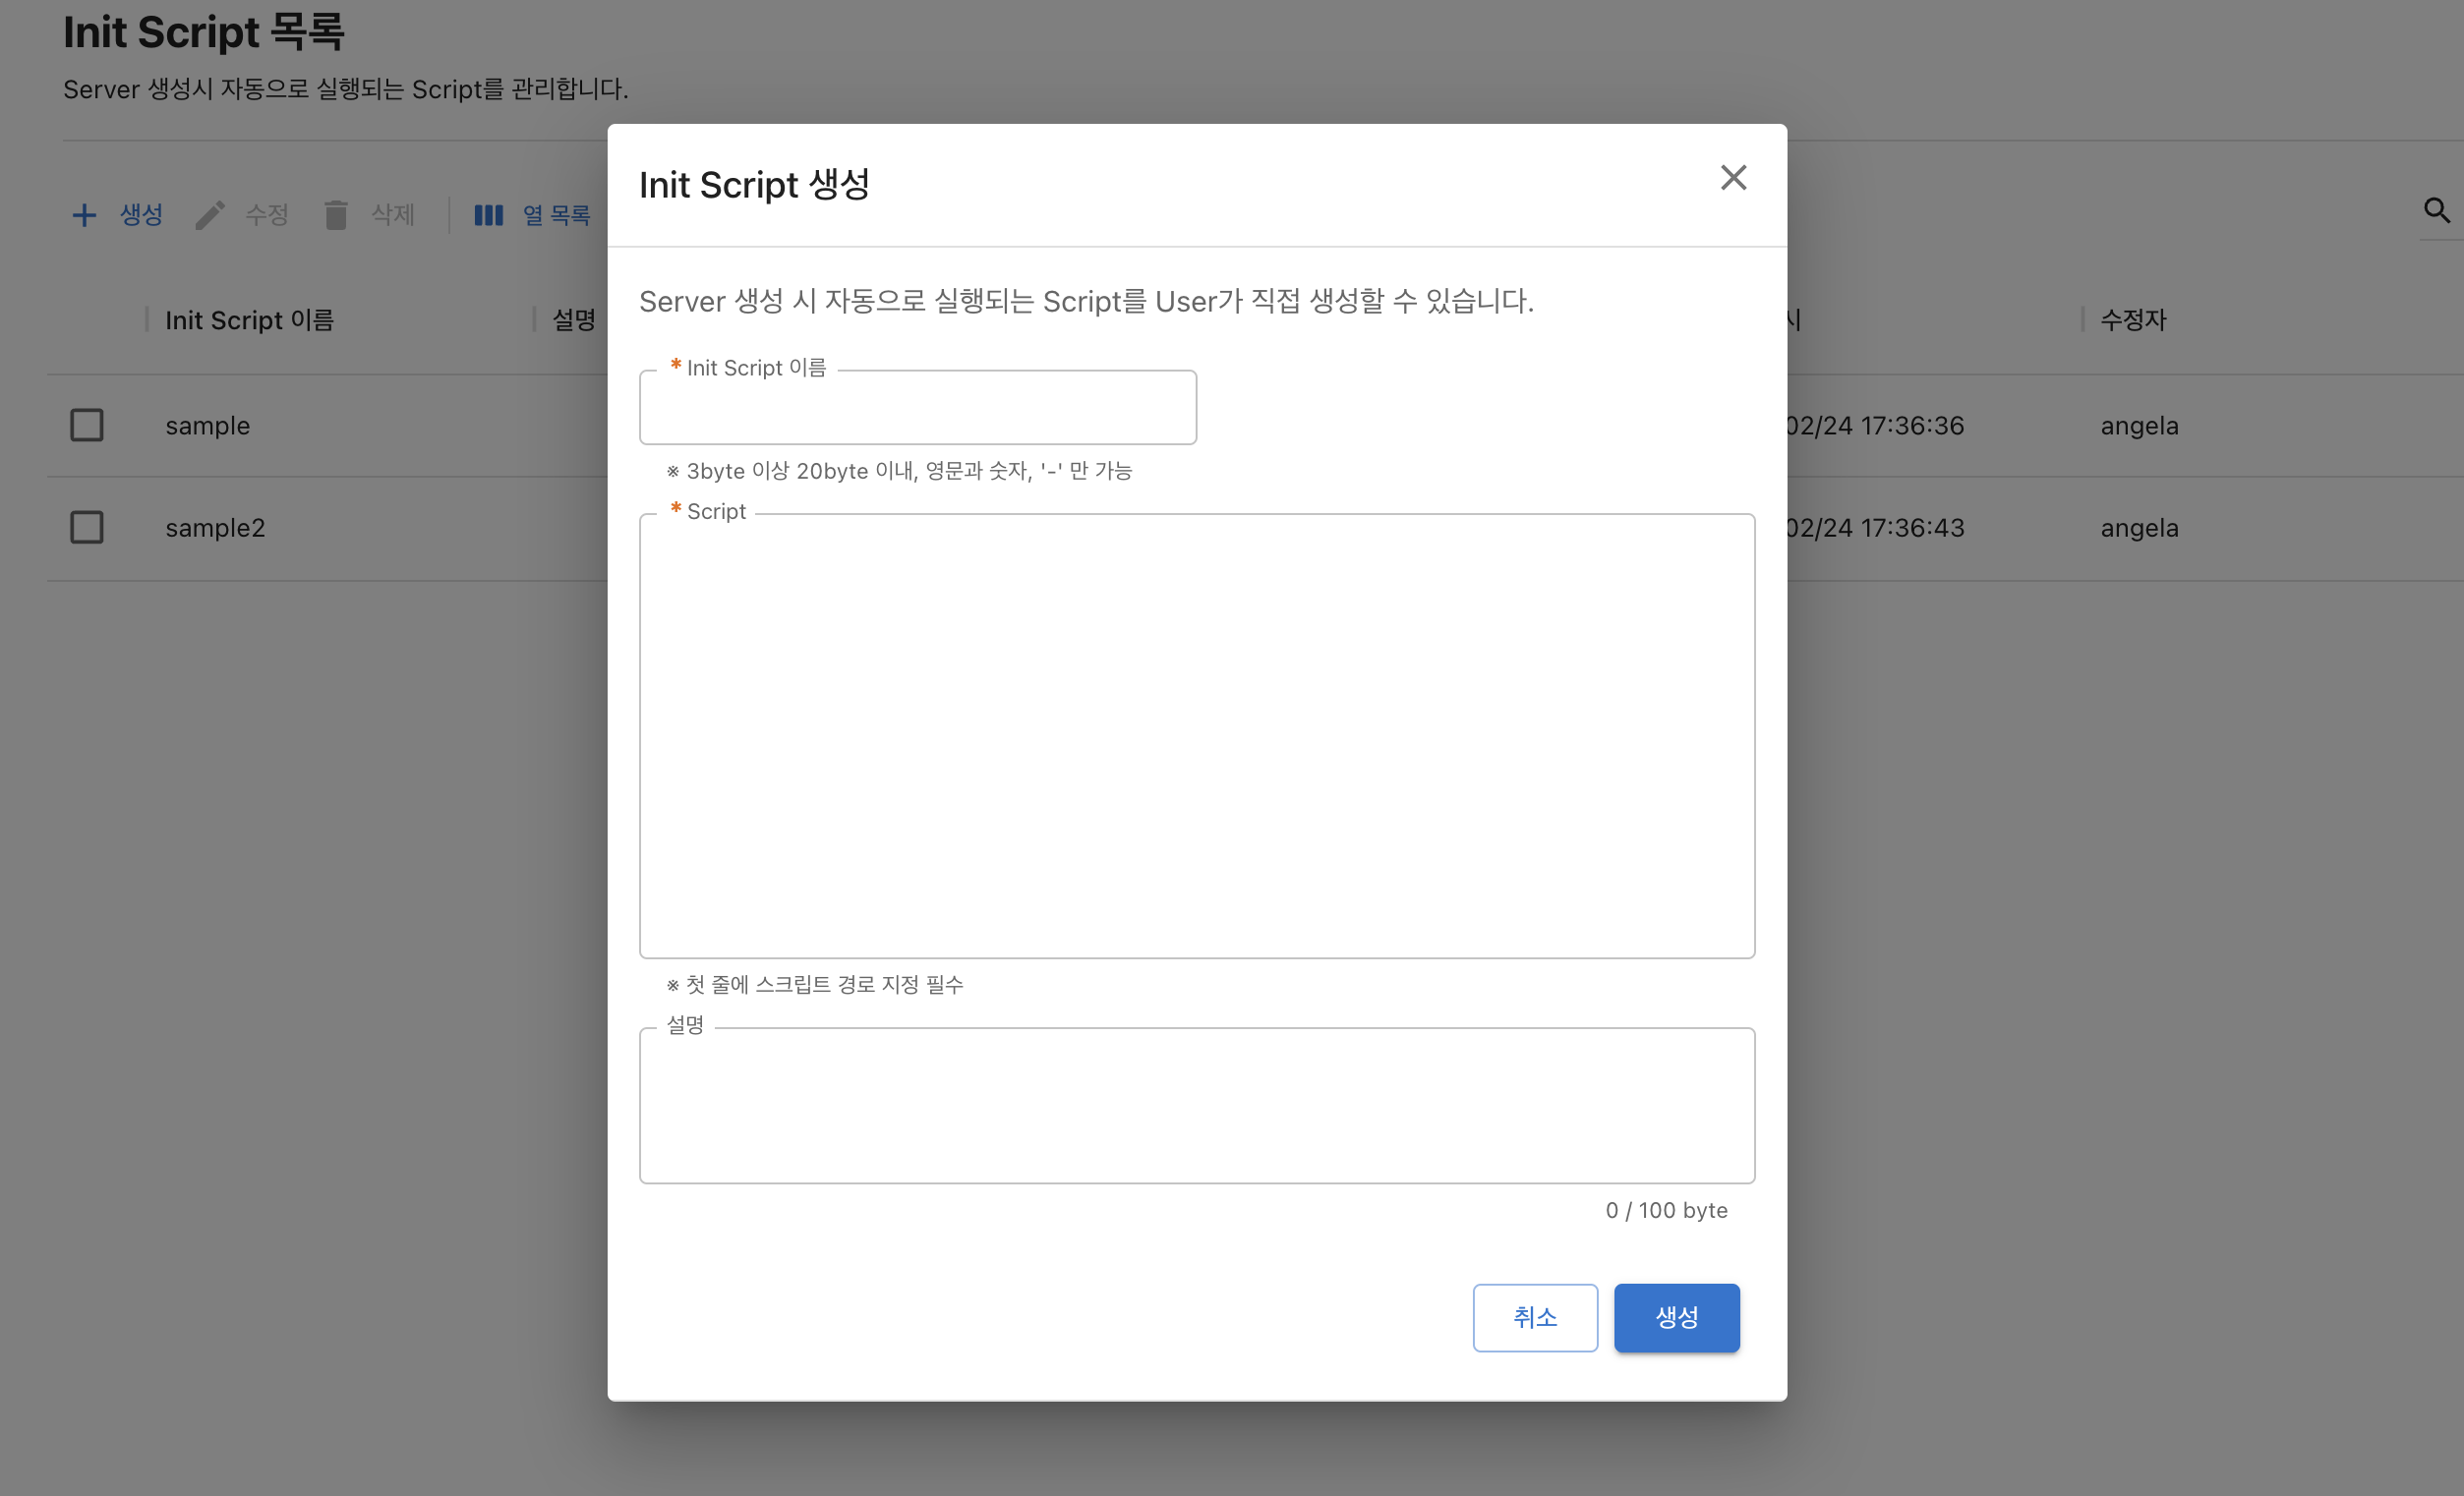 Init Script 목록
Server 생성시 자동으로 실행되는 Script를 관리합니다.
생성 수정 삭제 열 목록
Init Script 이름 설명 수정자
sample 02/24 17:36:36 angela
sample2 02/24 17:36:43 angela
Init Script 생성
Server 생성 시 자동으로 실행되는 Script를 User가 직접 생성할 수 있습니다.
* Init Script 이름
※ 3byte 이상 20byte 이내, 영문과 숫자, '-' 만 가능
* Script
※ 첫 줄에 스크립트 경로 지정 필수
설명
0 / 100 byte
취소 생성